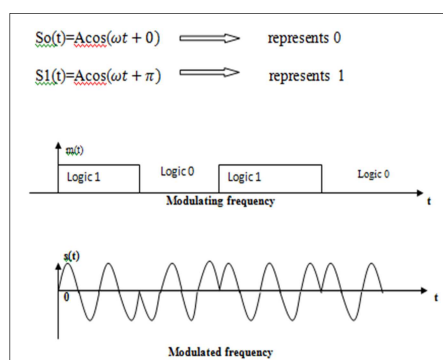 So(t)=Acos(ωt + 0) represents 0
S1(t)=Acos(ωt + π) represents 1
m(t)
Logic 1 Logic 0 Logic 1 Logic 0
Modulating frequency t
s(t)
0 t
Modulated frequency